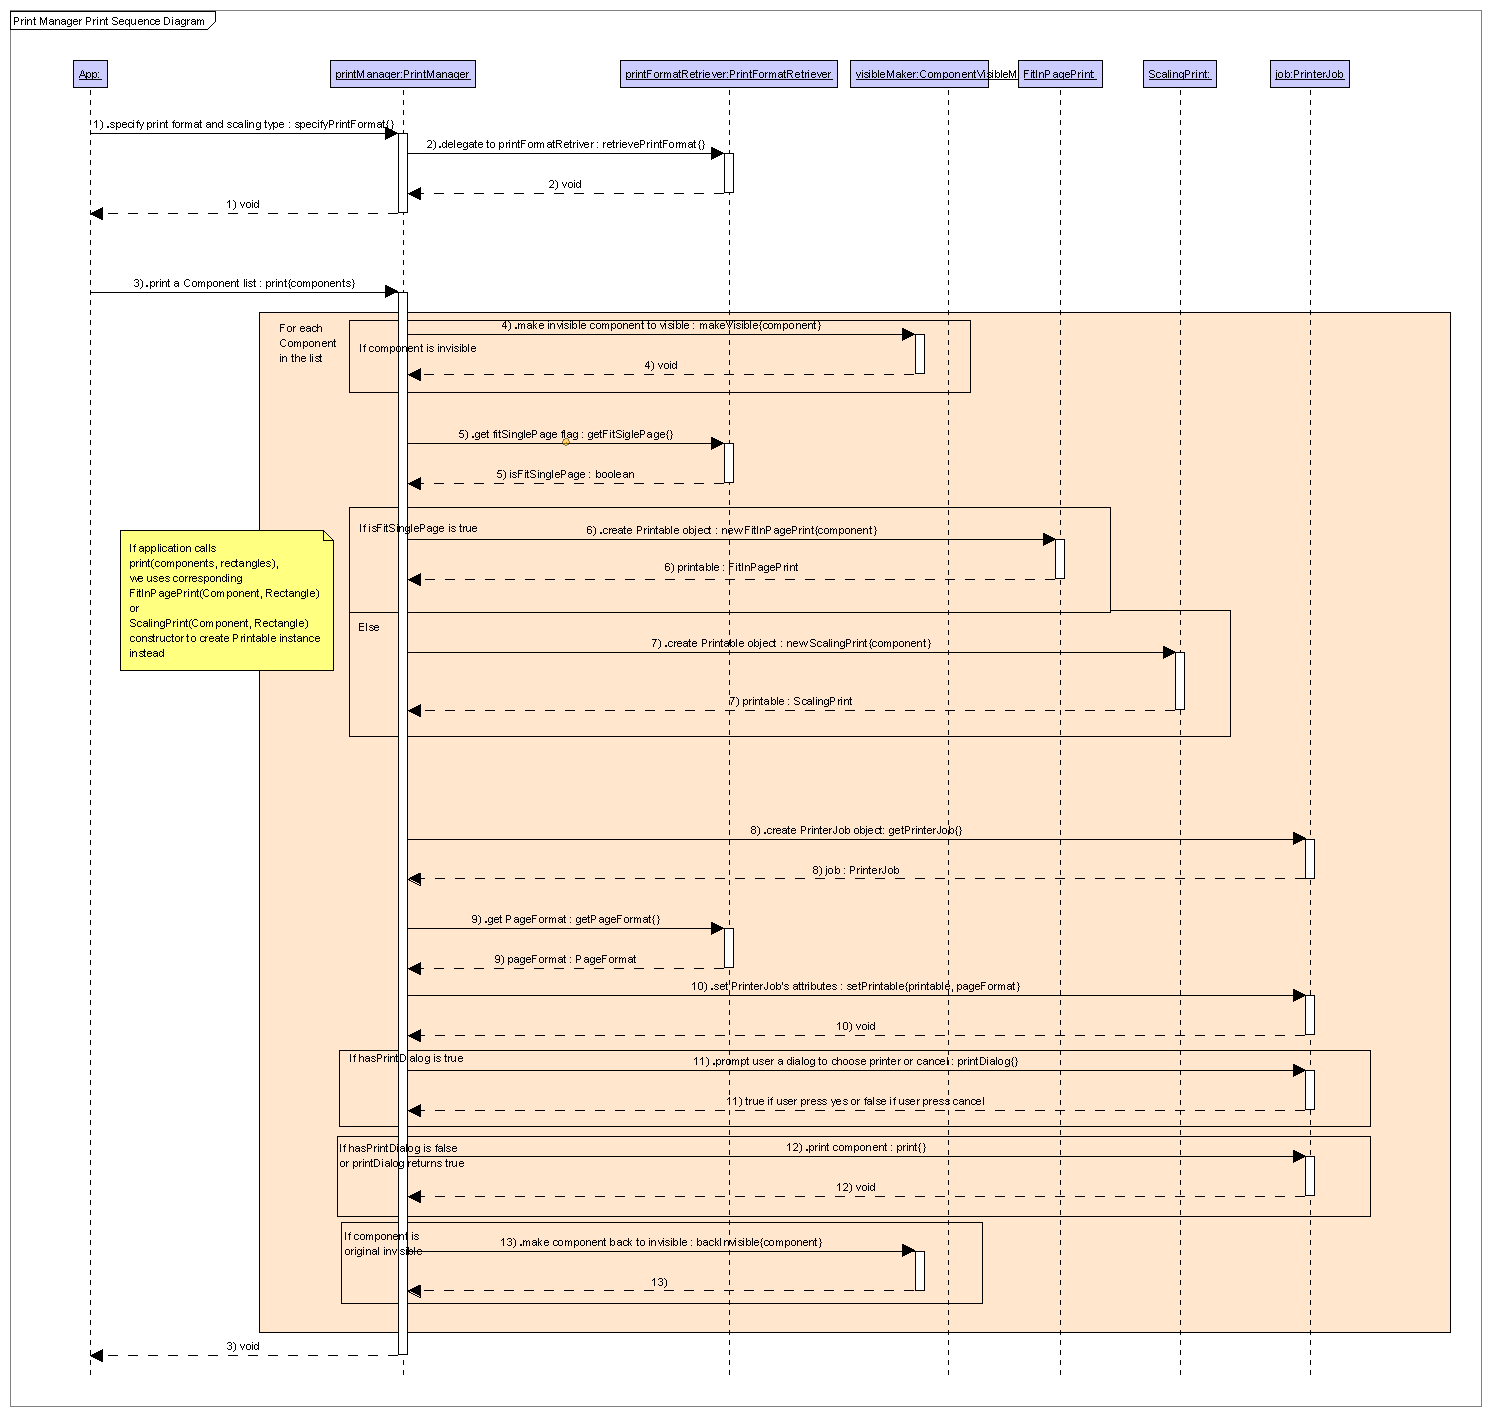 Print Manager Print Sequence Diagram
App:
printManager:PrintManager
printFormatRetriever:PrintFormatRetriever
visibleMaker:ComponentVisibleM
FitInPagePrint:
ScalingPrint:
job:PrinterJob
1) .specify print format and scaling type : specifyPrintFormat{}
2) .delegate to printFormatRetriver : retrievePrintFormat{}
2) void
1) void
3) .print a Component list : print{components}
For each
Component
in the list
4) .make invisible component to visible : makeVisible{component}
If component is invisible
4) void
5) .get fitSinglePage flag : getFitSiglePage{}
5) isFitSinglePage : boolean
If isFitSinglePage is true
6) .create Printable object : new FitInPagePrint{component}
6) printable : FitInPagePrint
If application calls
print(components, rectangles),
we uses corresponding
FitInPagePrint(Component, Rectangle)
or
ScalingPrint(Component, Rectangle)
constructor to create Printable instance
instead
Else
7) .create Printable object : new ScalingPrint{component}
7) printable : ScalingPrint
8) .create PrinterJob object: getPrinterJob{}
8) job : PrinterJob
9) .get PageFormat : getPageFormat{}
9) pageFormat : PageFormat
10) .set PrinterJob's attributes : setPrintable{printable, pageFormat}
10) void
If hasPrintDialog is true
11) .prompt user a dialog to choose printer or cancel : printDialog{}
11) true if user press yes or false if user press cancel
If hasPrintDialog is false
or printDialog returns true
12) .print component : print{}
12) void
If component is
original invisible
13) .make component back to invisible : backInvisible{component}
13)
3) void